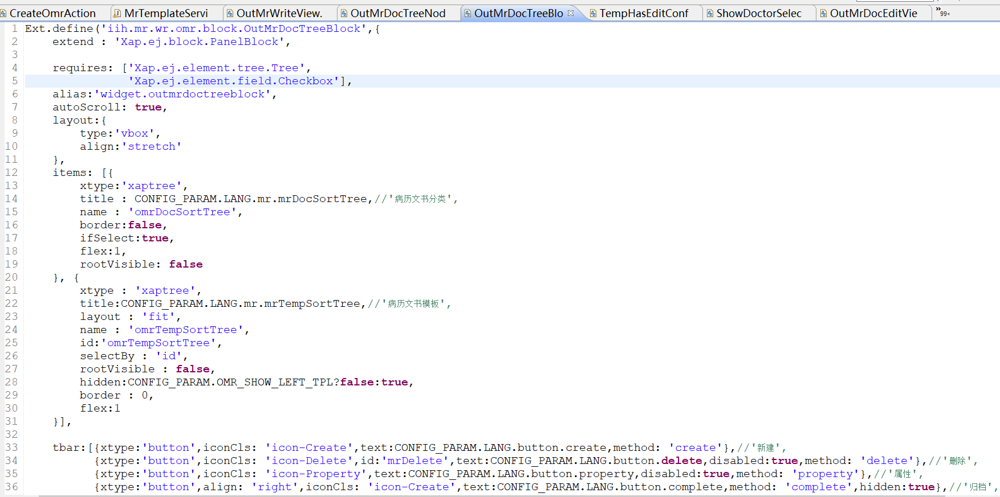 CreateOmrAction MrTemplateServi OutMrWriteView. OutMrDocTreeNod OutMrDocTreeBlo TempHasEditConf ShowDoctorSelec OutMrDocEditVie »99+
1 Ext.define('iih.mr.wr.omr.block.OutMrDocTreeBlock',{
2     extend : 'Xap.ej.block.PanelBlock',
3
4     requires: ['Xap.ej.element.tree.Tree',
5                'Xap.ej.element.field.Checkbox'],
6     alias:'widget.outmrdoctreeblock',
7     autoScroll: true,
8     layout:{
9         type:'vbox',
10         align:'stretch'
11     },
12     items: [{
13         xtype:'xaptree',
14         title : CONFIG_PARAM.LANG.mr.mrDocSortTree,//'病历文书分类',
15         name : 'omrDocSortTree',
16         border:false,
17         ifSelect:true,
18         flex:1,
19         rootVisible: false
20     }, {
21         xtype : 'xaptree',
22         title:CONFIG_PARAM.LANG.mr.mrTempSortTree,//'病历文书模板',
23         layout : 'fit',
24         name : 'omrTempSortTree',
25         id:'omrTempSortTree',
26         selectBy : 'id',
27         rootVisible : false,
28         hidden:CONFIG_PARAM.OMR_SHOW_LEFT_TPL?false:true,
29         border : 0,
30         flex:1
31     }],
32
33     tbar:[{xtype:'button',iconCls: 'icon-Create',text:CONFIG_PARAM.LANG.button.create,method: 'create'},//'新建',
34           {xtype:'button',iconCls: 'icon-Delete',id:'mrDelete',text:CONFIG_PARAM.LANG.button.delete,disabled:true,method: 'delete'},//'删除',
35           {xtype:'button',iconCls: 'icon-Property',text:CONFIG_PARAM.LANG.button.property,disabled:true,method: 'property'},//'属性',
36           {xtype:'button',align: 'right',iconCls: 'icon-Create',text:CONFIG_PARAM.LANG.button.complete,method: 'complete',hidden:true},//'归档',